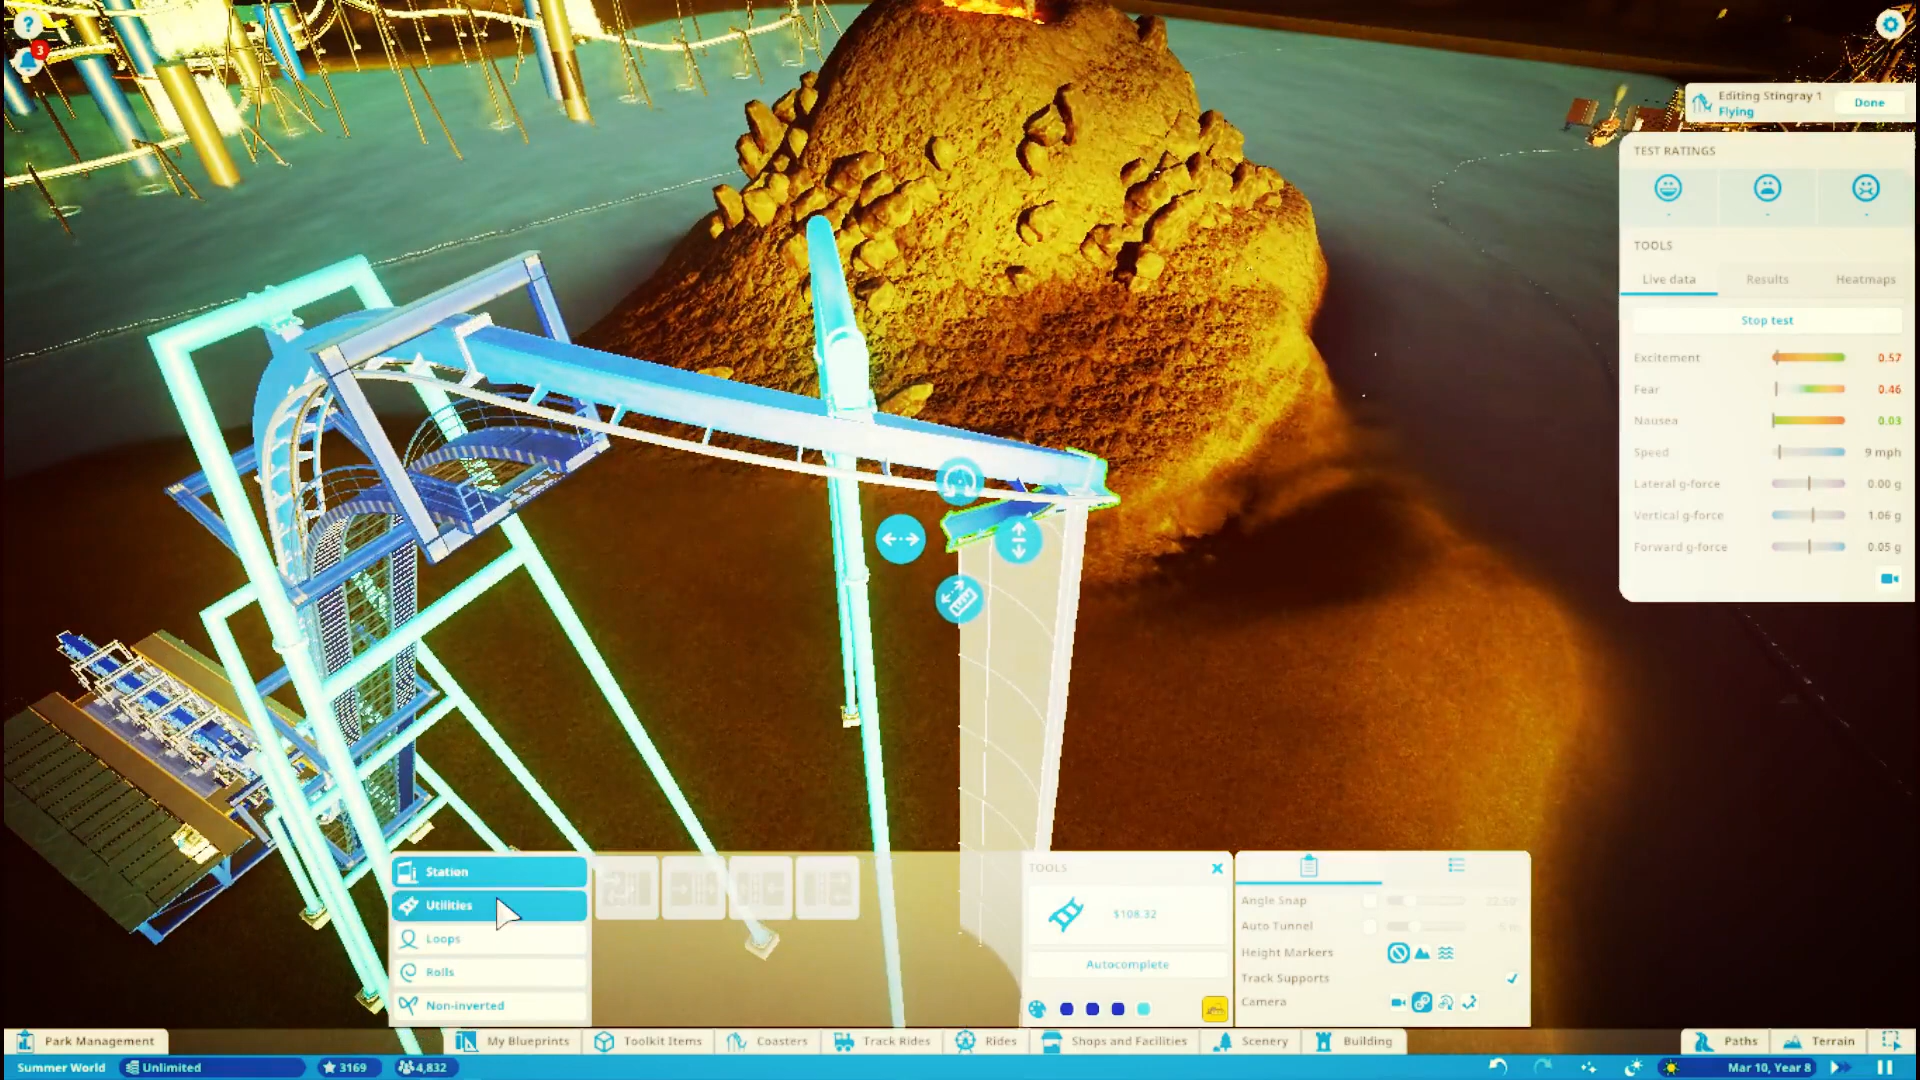 ?
3
Editing Stingray 1
Flying
Done
TEST RATINGS
-
-
-
TOOLS
Live data
Results
Heatmaps
Stop test
Excitement 0.57
Fear 0.46
Nausea 0.03
Speed 9 mph
Lateral g-force 0.00 g
Vertical g-force 1.06 g
Forward g-force 0.05 g
Station
Utilities
Loops
Rolls
Non-inverted
TOOLS
$108.32
Autocomplete
Angle Snap
Auto Tunnel
Height Markers
Track Supports
Camera
Park Management
My Blueprints
Toolkit Items
Coasters
Track Rides
Rides
Shops and Facilities
Scenery
Building
Paths
Terrain
Summer World
Unlimited
3169
4,832
Mar 10, Year 8